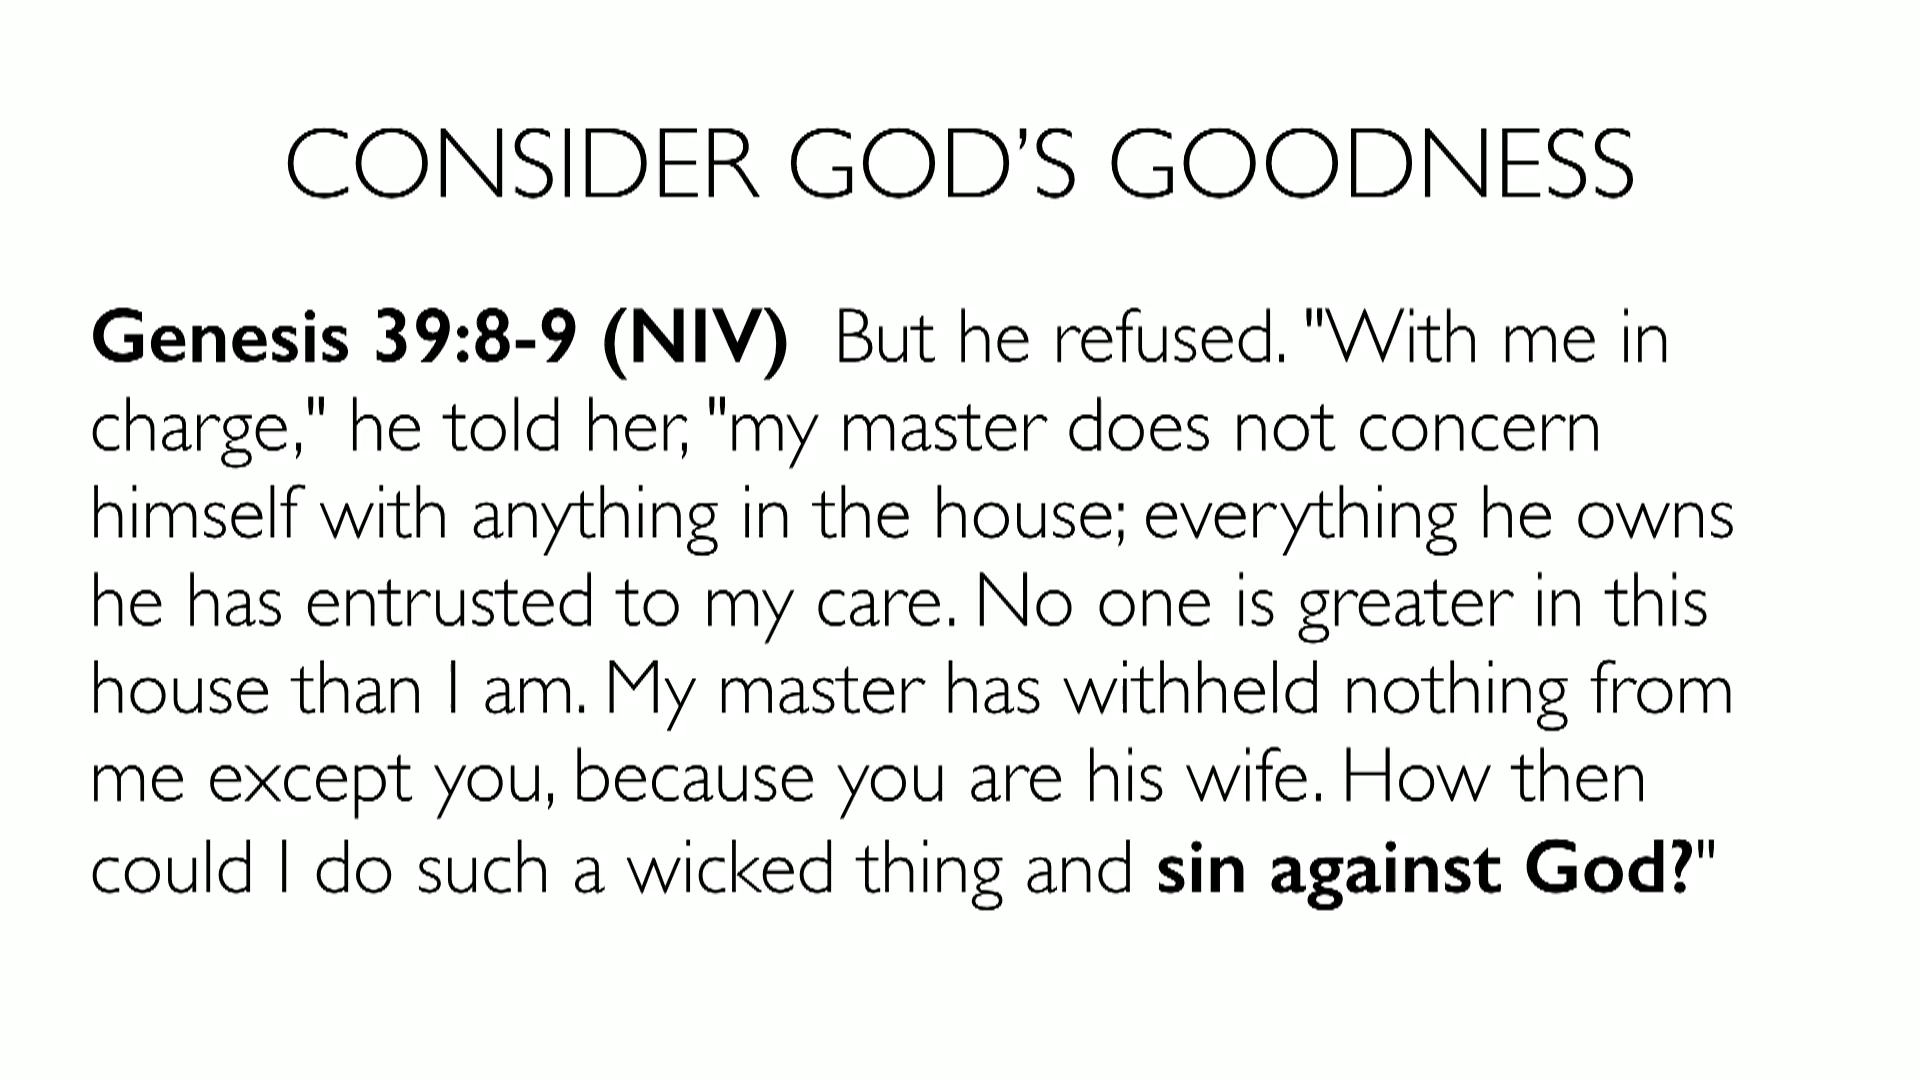 CONSIDER GOD’S GOODNESS
Genesis 39:8-9 (NIV)  But he refused. "With me in
charge," he told her, "my master does not concern
himself with anything in the house; everything he owns
he has entrusted to my care. No one is greater in this
house than I am. My master has withheld nothing from
me except you, because you are his wife. How then
could I do such a wicked thing and sin against God?"